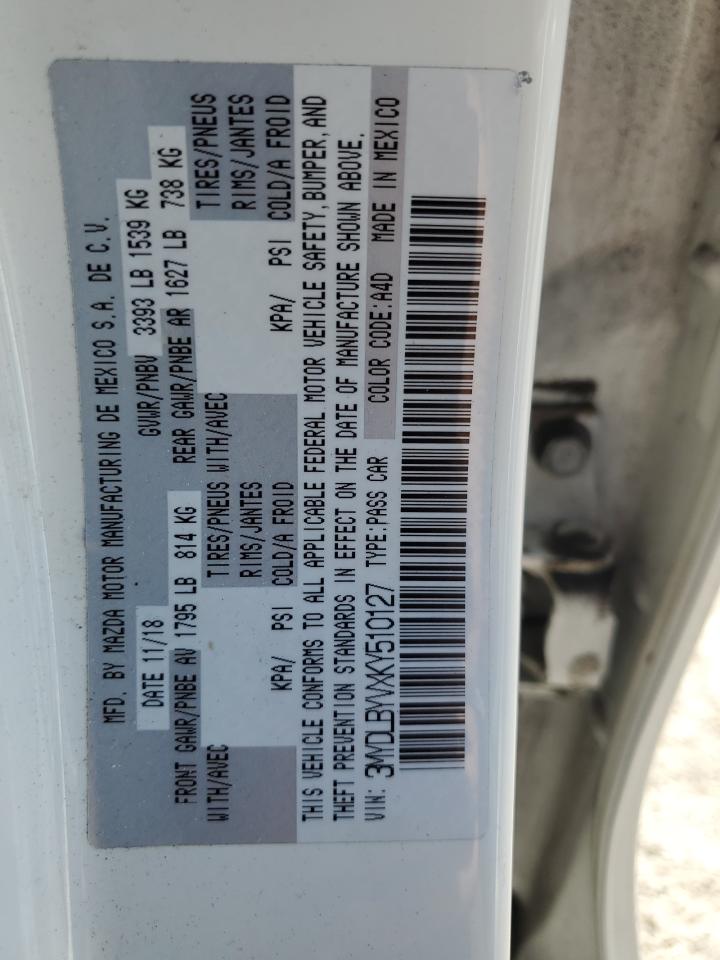 MFD. BY MAZDA MOTOR MANUFACTURING DE MEXICO S.A. DE C.V.
DATE 11/18 GVWR/PNBV 3393 LB 1539 KG
FRONT GAWR/PNBE AV 1795 LB 814 KG REAR GAWR/PNBE AR 1627 LB 738 KG
WITH/AVEC TIRES/PNEUS WITH/AVEC TIRES/PNEUS
RIMS/JANTES RIMS/JANTES
KPA/ PSI COLD/A FROID KPA/ PSI COLD/A FROID
THIS VEHICLE CONFORMS TO ALL APPLICABLE FEDERAL MOTOR VEHICLE SAFETY, BUMPER, AND
THEFT PREVENTION STANDARDS IN EFFECT ON THE DATE OF MANUFACTURE SHOWN ABOVE.
VIN: 3MYDLBYVXKY510127 TYPE:PASS CAR COLOR CODE:A4D MADE IN MEXICO